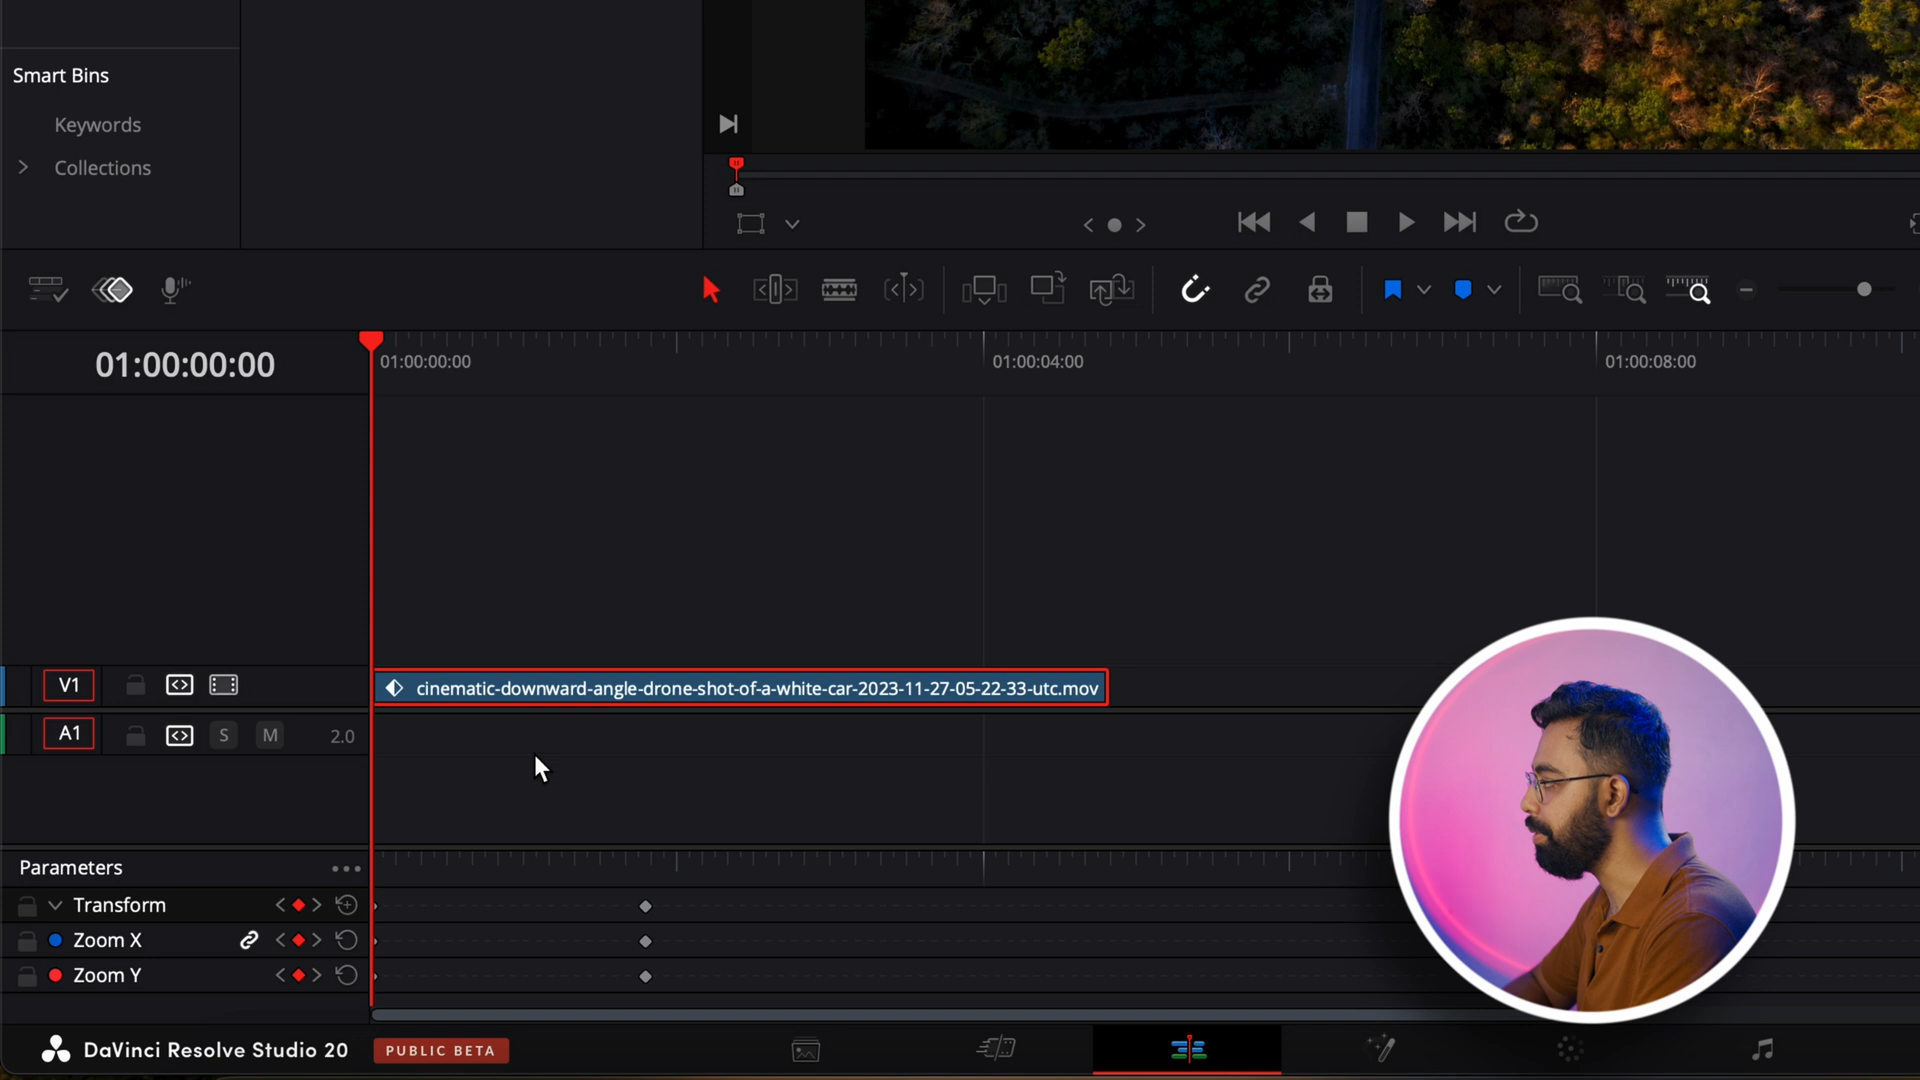 Smart Bins
Keywords
Collections
01:00:00:00
01:00:00:00
01:00:04:00
01:00:08:00
V1
cinematic-downward-angle-drone-shot-of-a-white-car-2023-11-27-05-22-33-utc.mov
A1
S
M
2.0
Parameters
Transform
Zoom X
Zoom Y
DaVinci Resolve Studio 20
PUBLIC BETA